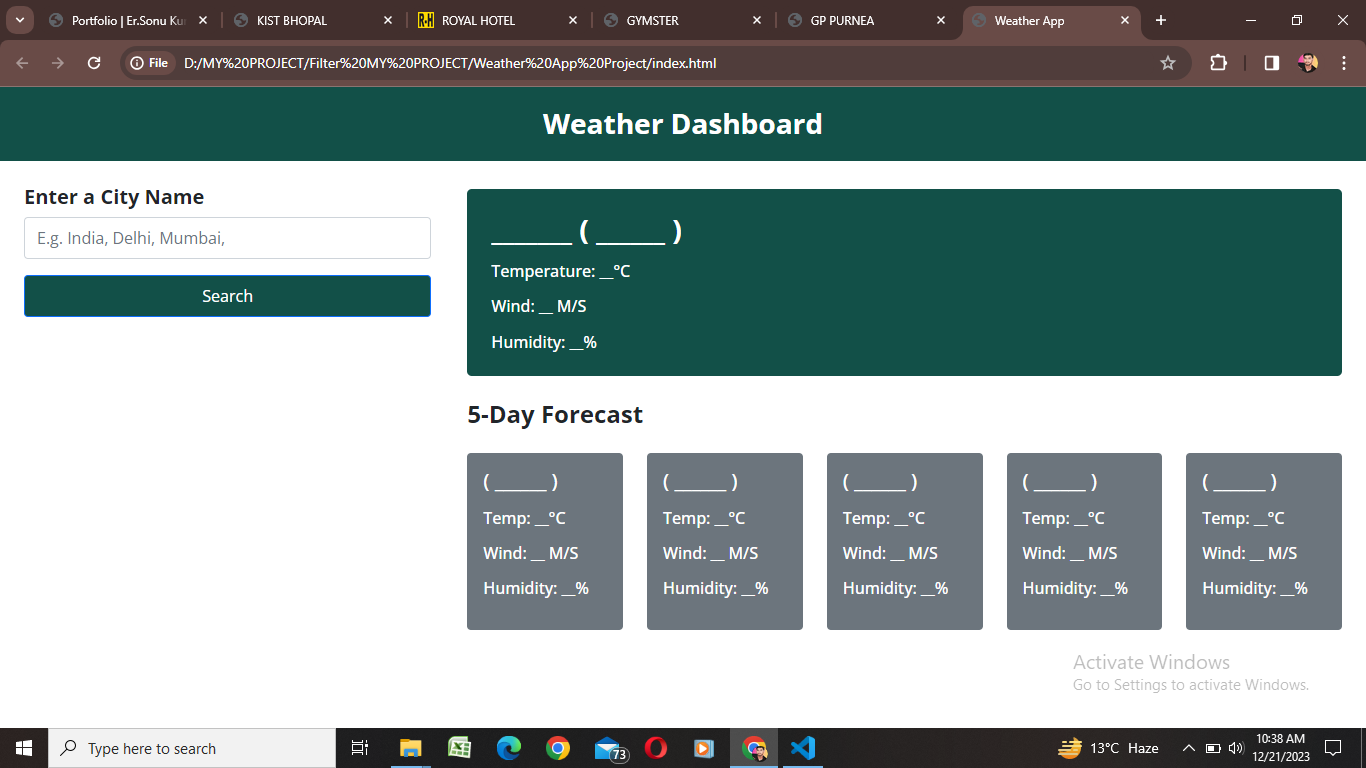 Portfolio | Er.Sonu Ku
KIST BHOPAL
R-H
ROYAL HOTEL
GYMSTER
GP PURNEA
Weather App
File
D:/MY%20PROJECT/Filter%20MY%20PROJECT/Weather%20App%20Project/index.html
Weather Dashboard
Enter a City Name
E.g. India, Delhi, Mumbai,
Search
_______ ( ______ )
Temperature: __°C
Wind: __ M/S
Humidity: __%
5-Day Forecast
( ______ )
Temp: __°C
Wind: __ M/S
Humidity: __%
( ______ )
Temp: __°C
Wind: __ M/S
Humidity: __%
( ______ )
Temp: __°C
Wind: __ M/S
Humidity: __%
( ______ )
Temp: __°C
Wind: __ M/S
Humidity: __%
( ______ )
Temp: __°C
Wind: __ M/S
Humidity: __%
Activate Windows
Go to Settings to activate Windows.
Type here to search
73
13°C Haze
10:38 AM
12/21/2023